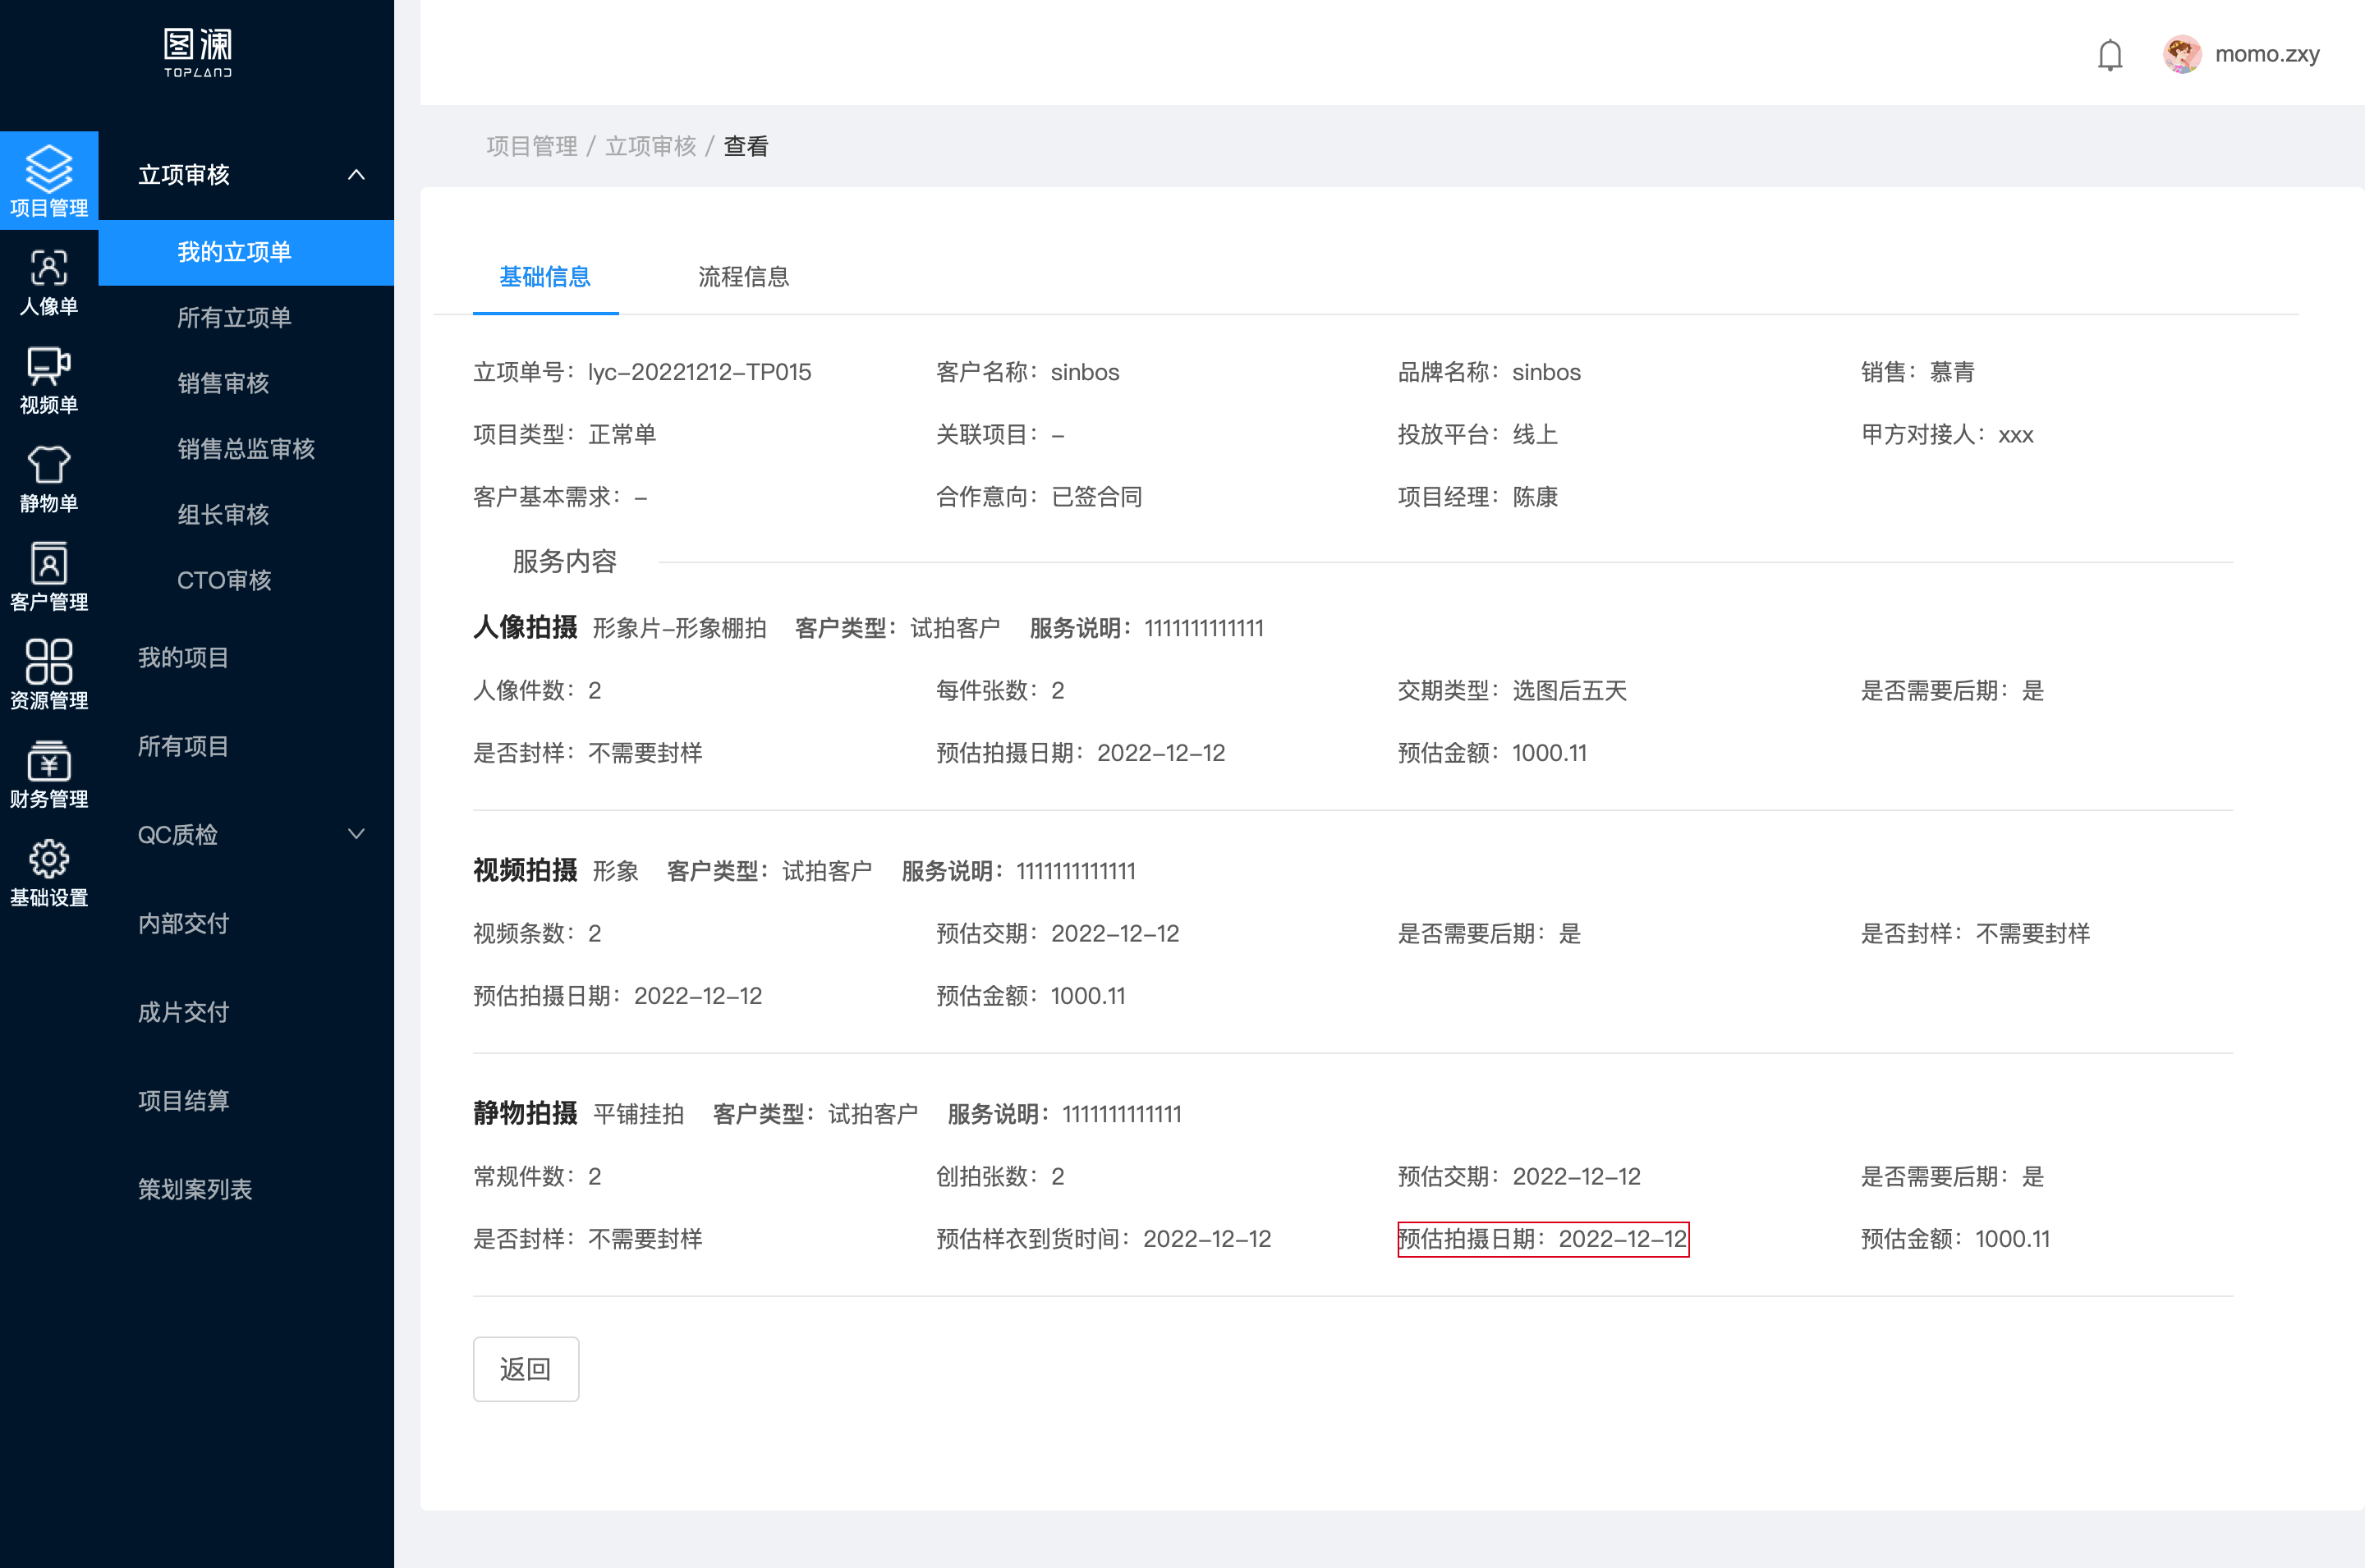 图澜
TOPLAND
momo.zxy
项目管理
人像单
视频单
静物单
客户管理
资源管理
财务管理
基础设置
立项审核
我的立项单
所有立项单
销售审核
销售总监审核
组长审核
CTO审核
我的项目
所有项目
QC质检
内部交付
成片交付
项目结算
策划案列表
项目管理 / 立项审核 / 查看
基础信息 流程信息
立项单号：lyc-20221212-TP015 客户名称：sinbos 品牌名称：sinbos 销售：慕青
项目类型：正常单 关联项目：- 投放平台：线上 甲方对接人：xxx
客户基本需求：- 合作意向：已签合同 项目经理：陈康
服务内容
人像拍摄 形象片-形象棚拍 客户类型：试拍客户 服务说明：1111111111111
人像件数：2 每件张数：2 交期类型：选图后五天 是否需要后期：是
是否封样：不需要封样 预估拍摄日期：2022-12-12 预估金额：1000.11
视频拍摄 形象 客户类型：试拍客户 服务说明：1111111111111
视频条数：2 预估交期：2022-12-12 是否需要后期：是 是否封样：不需要封样
预估拍摄日期：2022-12-12 预估金额：1000.11
静物拍摄 平铺挂拍 客户类型：试拍客户 服务说明：1111111111111
常规件数：2 创拍张数：2 预估交期：2022-12-12 是否需要后期：是
是否封样：不需要封样 预估样衣到货时间：2022-12-12 预估拍摄日期：2022-12-12 预估金额：1000.11
返回